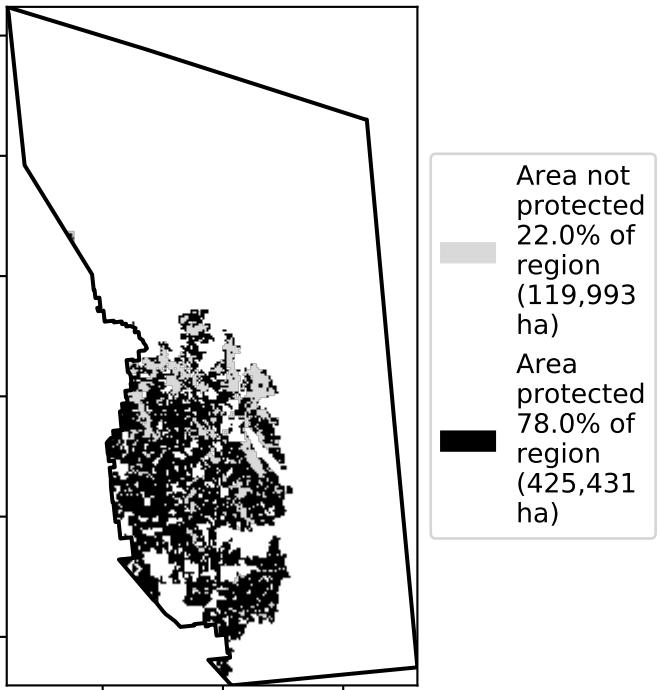 Area not
protected
22.0% of
region
(119,993
ha)
Area
protected
78.0% of
region
(425,431
ha)